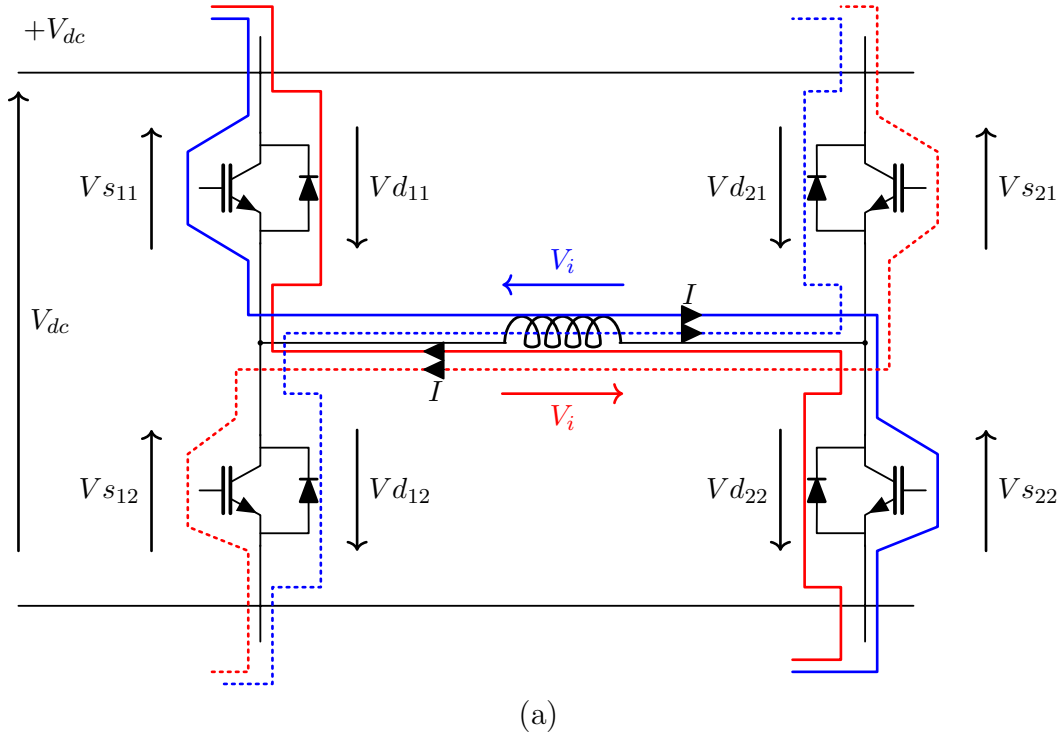 +V_{dc}
Vs_{11}
Vd_{11}
Vd_{21}
Vs_{21}
V_i
I
V_{dc}
I
V_i
Vs_{12}
Vd_{12}
Vd_{22}
Vs_{22}
(a)